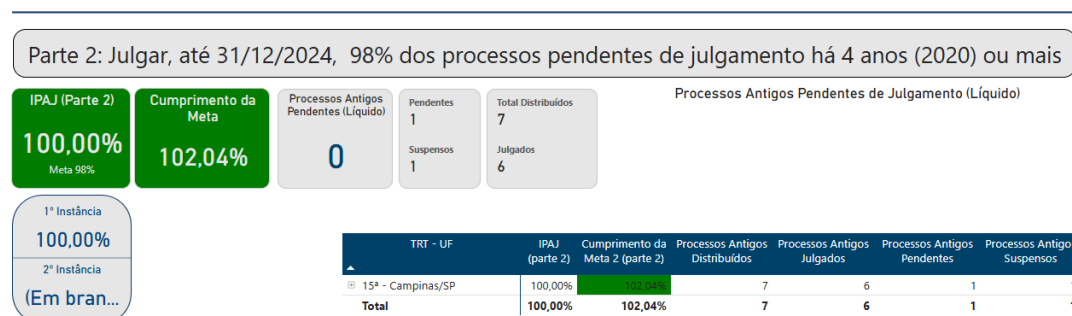 Parte 2: Julgar, até 31/12/2024, 98% dos processos pendentes de julgamento há 4 anos (2020) ou mais
IPAJ (Parte 2)
100,00%
Meta 98%
Cumprimento da
Meta
102,04%
Processos Antigos
Pendentes (Líquido)
0
Pendentes
1
Suspensos
1
Total Distribuídos
7
Julgados
6
Processos Antigos Pendentes de Julgamento (Líquido)
1ª Instância
100,00%
2ª Instância
(Em bran...
TRT - UF IPAJ (parte 2) Cumprimento da Meta 2 (parte 2) Processos Antigos Distribuídos Processos Antigos Julgados Processos Antigos Pendentes Processos Antigo Suspensos
15ª - Campinas/SP 100,00% 102,04% 7 6 1
Total 100,00% 102,04% 7 6 1